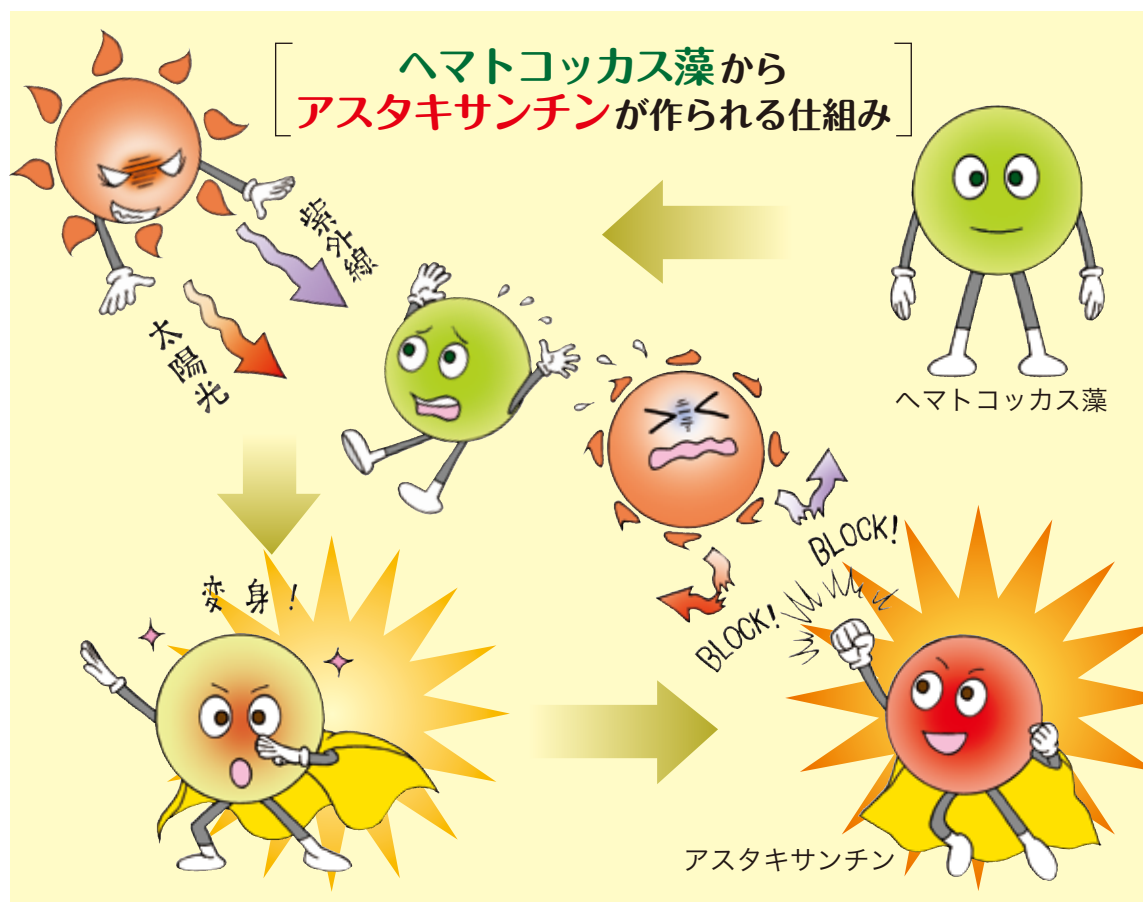 ヘマトコッカス藻から
アスタキサンチンが作られる仕組み
紫外線
太陽光
ヘマトコッカス藻
変身！
BLOCK!
BLOCK!
アスタキサンチン